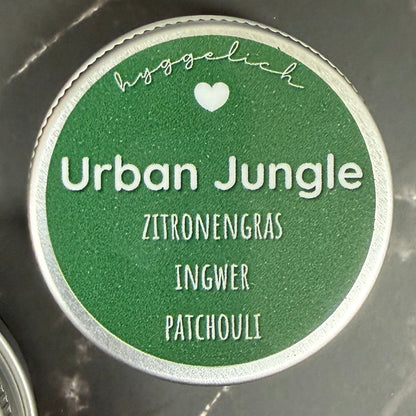 hyggelich
Urban Jungle
ZITRONENGRAS
INGWER
PATCHOULI